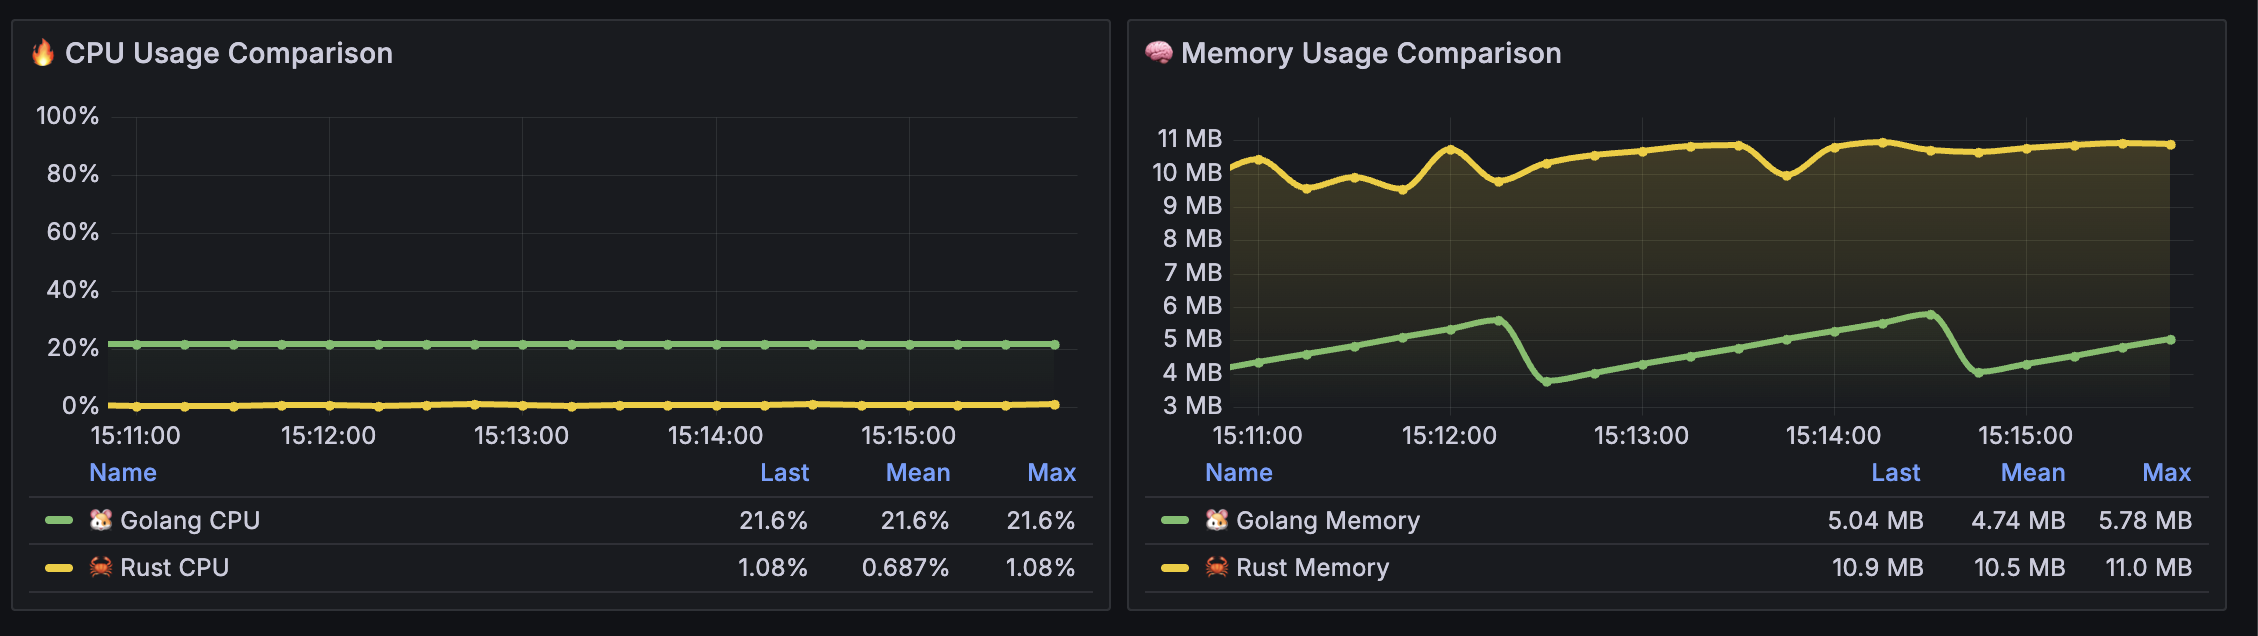 🔥 CPU Usage Comparison
100%
80%
60%
40%
20%
0%
15:11:00 15:12:00 15:13:00 15:14:00 15:15:00
Name Last Mean Max
🐹 Golang CPU 21.6% 21.6% 21.6%
🦀 Rust CPU 1.08% 0.687% 1.08%
🧠 Memory Usage Comparison
11 MB
10 MB
9 MB
8 MB
7 MB
6 MB
5 MB
4 MB
3 MB
15:11:00 15:12:00 15:13:00 15:14:00 15:15:00
Name Last Mean Max
🐹 Golang Memory 5.04 MB 4.74 MB 5.78 MB
🦀 Rust Memory 10.9 MB 10.5 MB 11.0 MB